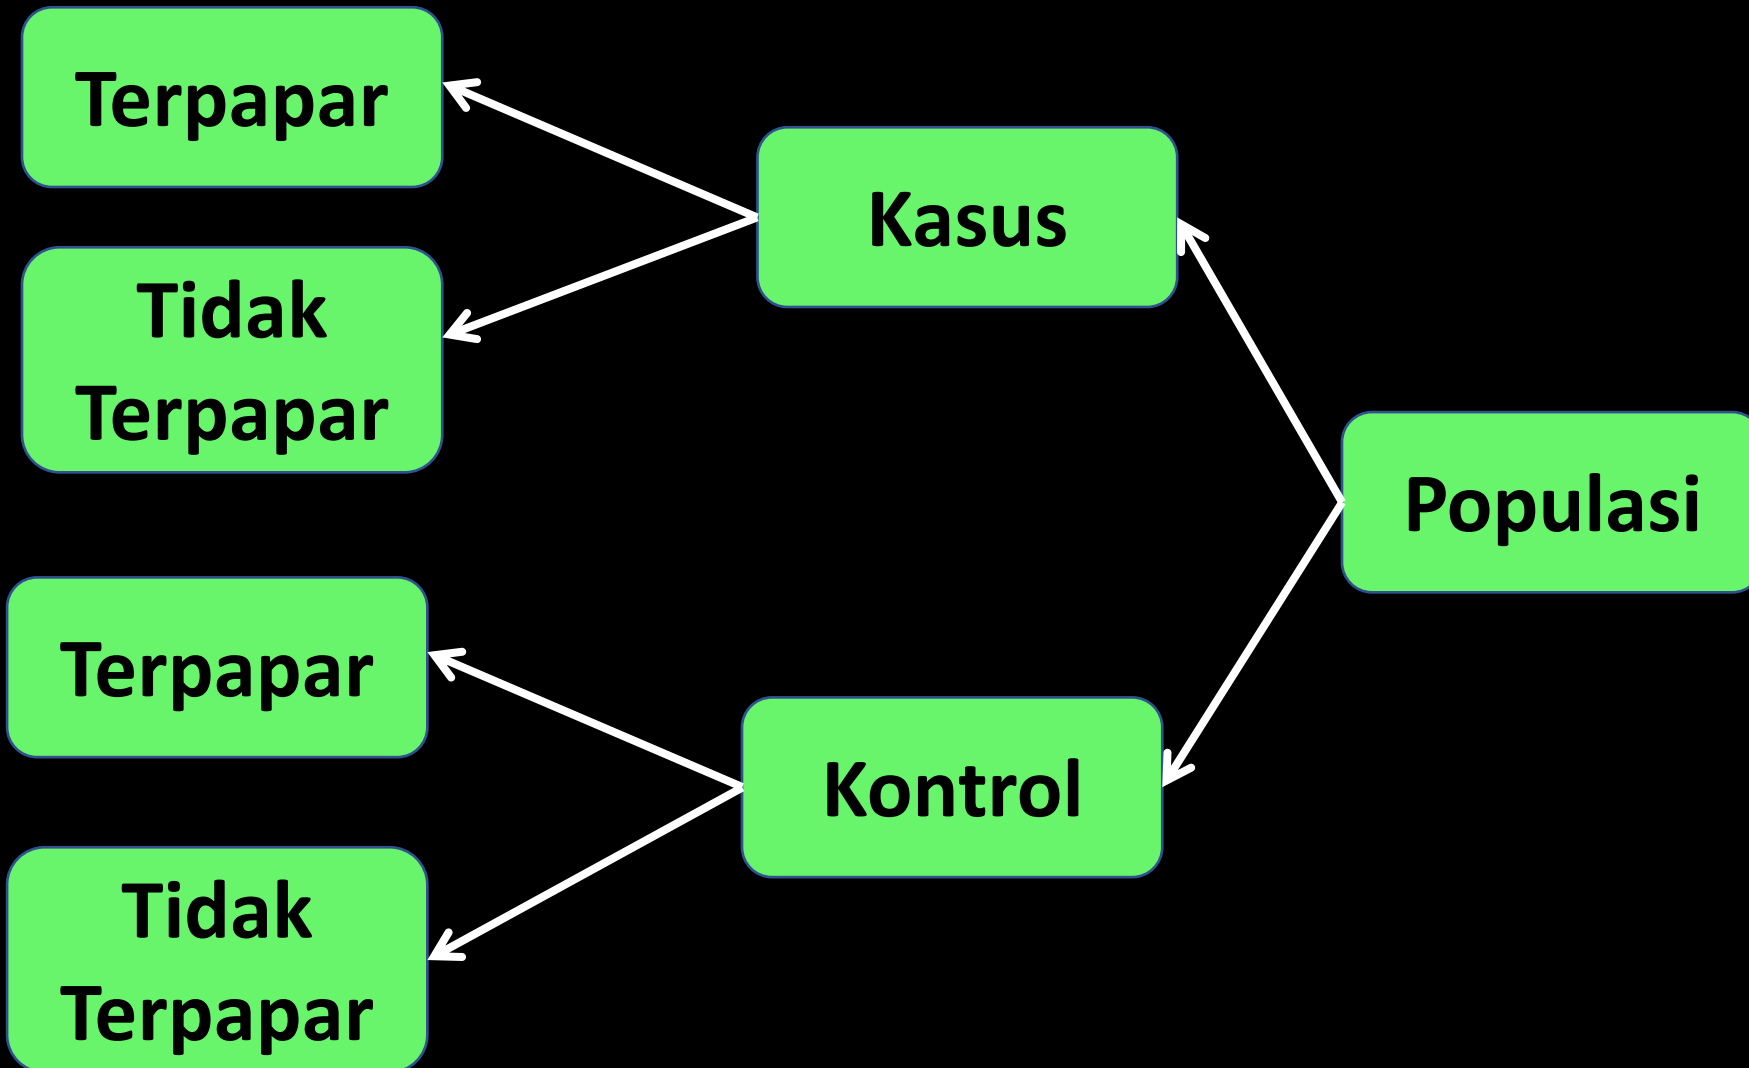 Terpapar
Kasus
Tidak
Terpapar
Populasi
Terpapar
Kontrol
Tidak
Terpapar